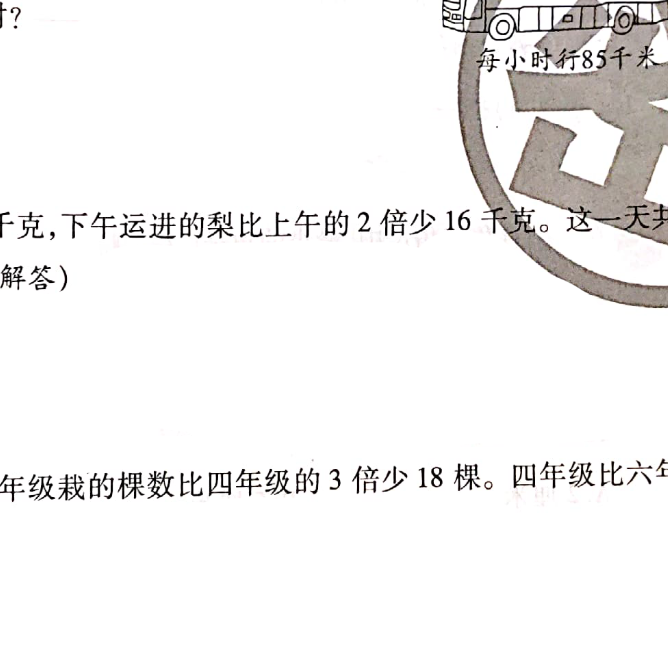 时?
每小时行85千米
千克,下午运进的梨比上午的 2 倍少 16 千克。这一天共
解答)
年级栽的棵数比四年级的 3 倍少 18 棵。四年级比六年